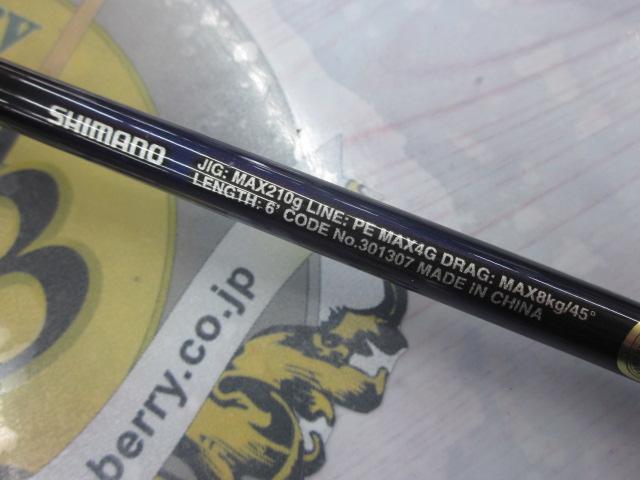 SHIMANO
JIG: MAX210g LINE: PE MAX4G DRAG: MAX8kg/45°
LENGTH: 6' CODE No.301307 MADE IN CHINA
berry.co.jp
B